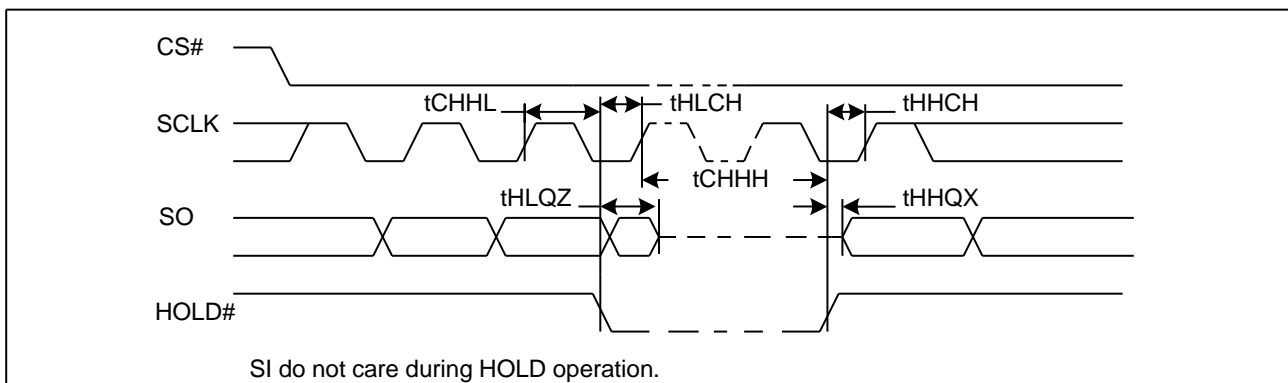 CS#
tCHHL tHLCH tHHCH
SCLK
tCHHH
tHLQZ tHHQX
SO
HOLD#
SI do not care during HOLD operation.